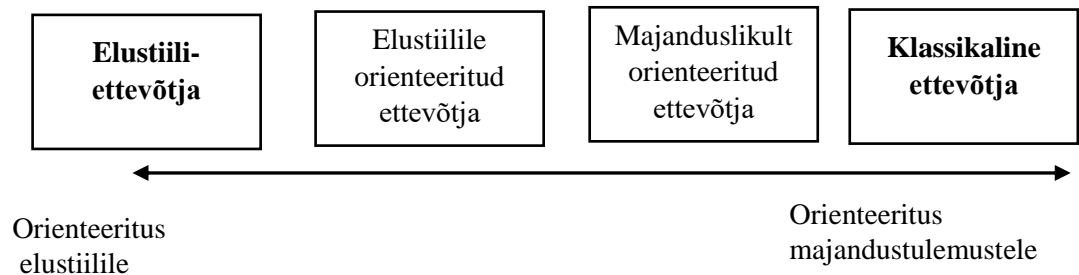 Elustiili-
ettevõtja
Elustiilile
orienteeritud
ettevõtja
Majanduslikult
orienteeritud
ettevõtja
Klassikaline
ettevõtja
Orienteeritus
elustiilile
Orienteeritus
majandustulemustele